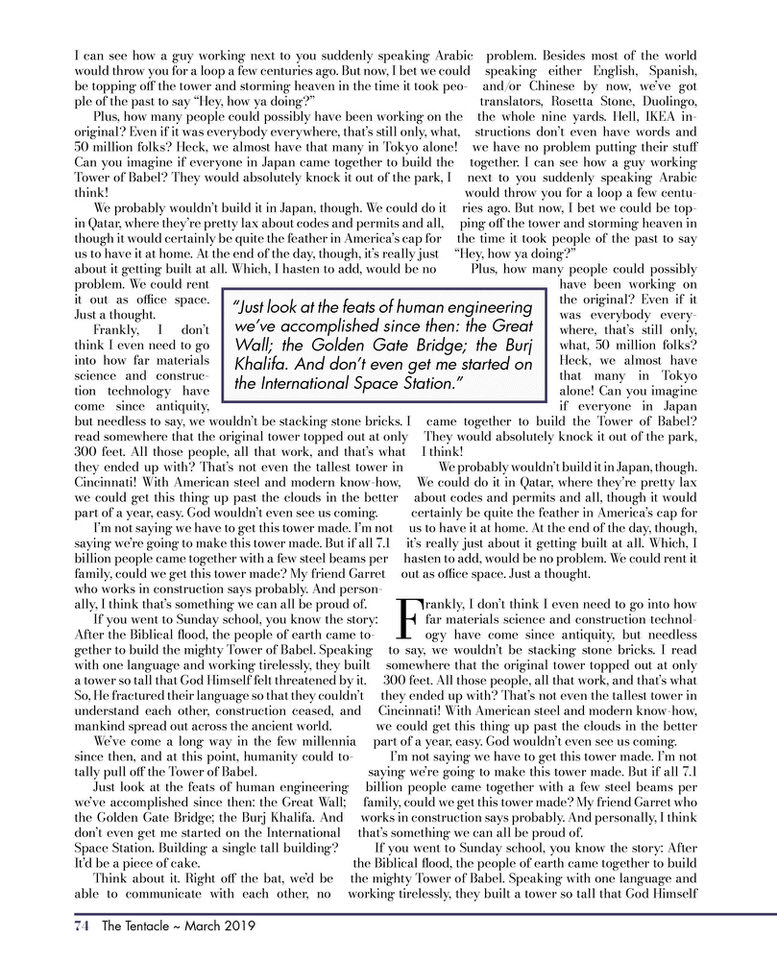 I can see how a guy working next to you suddenly speaking Arabic
would throw you for a loop a few centuries ago. But now, I bet we could
be topping off the tower and storming heaven in the time it took peo-
ple of the past to say “Hey, how ya doing?”
Plus, how many people could possibly have been working on the
original? Even if it was everybody everywhere, that’s still only, what,
50 million folks? Heck, we almost have that many in Tokyo alone!
Can you imagine if everyone in Japan came together to build the
Tower of Babel? They would absolutely knock it out of the park, I
think!
We probably wouldn’t build it in Japan, though. We could do it
in Qatar, where they’re pretty lax about codes and permits and all,
though it would certainly be quite the feather in America’s cap for
us to have it at home. At the end of the day, though, it’s really just
about it getting built at all. Which, I hasten to add, would be no
problem. We could rent
it out as office space.
Just a thought.
Frankly, I don’t
think I even need to go
into how far materials
science and construc-
tion technology have
come since antiquity,
but needless to say, we wouldn’t be stacking stone bricks. I
read somewhere that the original tower topped out at only
300 feet. All those people, all that work, and that’s what
they ended up with? That’s not even the tallest tower in
Cincinnati! With American steel and modern know-how,
we could get this thing up past the clouds in the better
part of a year, easy. God wouldn’t even see us coming.
I’m not saying we have to get this tower made. I’m not
saying we’re going to make this tower made. But if all 7.1
billion people came together with a few steel beams per
family, could we get this tower made? My friend Garret
who works in construction says probably. And person-
ally, I think that’s something we can all be proud of.
If you went to Sunday school, you know the story:
After the Biblical flood, the people of earth came to-
gether to build the mighty Tower of Babel. Speaking
with one language and working tirelessly, they built
a tower so tall that God Himself felt threatened by it.
So, He fractured their language so that they couldn’t
understand each other, construction ceased, and
mankind spread out across the ancient world.
We’ve come a long way in the few millennia
since then, and at this point, humanity could to-
tally pull off the Tower of Babel.
Just look at the feats of human engineering
we’ve accomplished since then: the Great Wall;
the Golden Gate Bridge; the Burj Khalifa. And
don’t even get me started on the International
Space Station. Building a single tall building?
It’d be a piece of cake.
Think about it. Right off the bat, we’d be
able to communicate with each other, no
“Just look at the feats of human engineering
we’ve accomplished since then: the Great
Wall; the Golden Gate Bridge; the Burj
Khalifa. And don’t even get me started on
the International Space Station.”
problem. Besides most of the world
speaking either English, Spanish,
and/or Chinese by now, we’ve got
translators, Rosetta Stone, Duolingo,
the whole nine yards. Hell, IKEA in-
structions don’t even have words and
we have no problem putting their stuff
together. I can see how a guy working
next to you suddenly speaking Arabic
would throw you for a loop a few centu-
ries ago. But now, I bet we could be top-
ping off the tower and storming heaven in
the time it took people of the past to say
“Hey, how ya doing?”
Plus, how many people could possibly
have been working on
the original? Even if it
was everybody every-
where, that’s still only,
what, 50 million folks?
Heck, we almost have
that many in Tokyo
alone! Can you imagine
if everyone in Japan
came together to build the Tower of Babel?
They would absolutely knock it out of the park,
I think!
We probably wouldn’t build it in Japan, though.
We could do it in Qatar, where they’re pretty lax
about codes and permits and all, though it would
certainly be quite the feather in America’s cap for
us to have it at home. At the end of the day, though,
it’s really just about it getting built at all. Which, I
hasten to add, would be no problem. We could rent it
out as office space. Just a thought.
Frankly, I don’t think I even need to go into how
far materials science and construction technol-
ogy have come since antiquity, but needless
to say, we wouldn’t be stacking stone bricks. I read
somewhere that the original tower topped out at only
300 feet. All those people, all that work, and that’s what
they ended up with? That’s not even the tallest tower in
Cincinnati! With American steel and modern know-how,
we could get this thing up past the clouds in the better
part of a year, easy. God wouldn’t even see us coming.
I’m not saying we have to get this tower made. I’m not
saying we’re going to make this tower made. But if all 7.1
billion people came together with a few steel beams per
family, could we get this tower made? My friend Garret who
works in construction says probably. And personally, I think
that’s something we can all be proud of.
If you went to Sunday school, you know the story: After
the Biblical flood, the people of earth came together to build
the mighty Tower of Babel. Speaking with one language and
working tirelessly, they built a tower so tall that God Himself
74 The Tentacle ~ March 2019